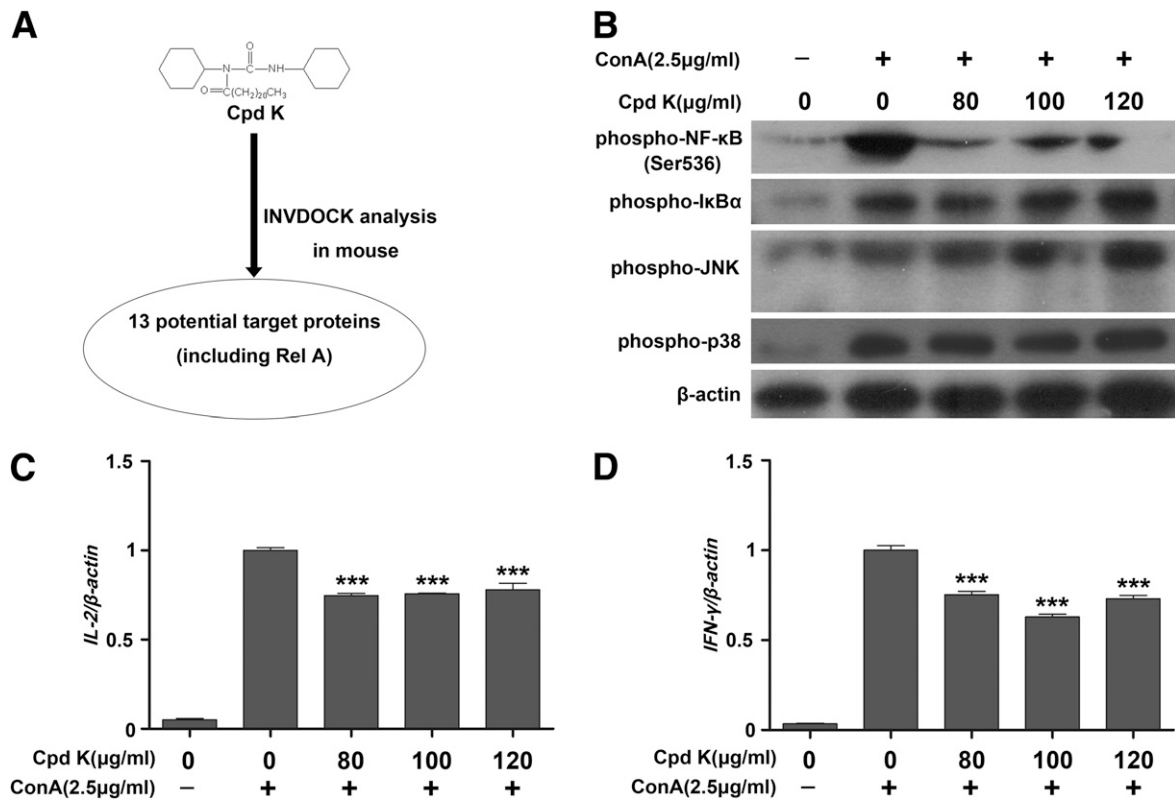 A
O
N—C—NH
O=C(CH₂)₂₀CH₃
Cpd K
INVDOCK analysis
in mouse
13 potential target proteins
(including Rel A)
B
ConA(2.5μg/ml) – + + + +
Cpd K(μg/ml) 0 0 80 100 120
phospho-NF-κB
(Ser536)
phospho-IκBα
phospho-JNK
phospho-p38
β-actin
C
IL-2/β-actin
1.5
1
0.5
0
*** *** ***
Cpd K(μg/ml) 0 0 80 100 120
ConA(2.5μg/ml) – + + + +
D
IFN-γ/β-actin
1.5
1
0.5
0
*** *** ***
Cpd K(μg/ml) 0 0 80 100 120
ConA(2.5μg/ml) – + + + +